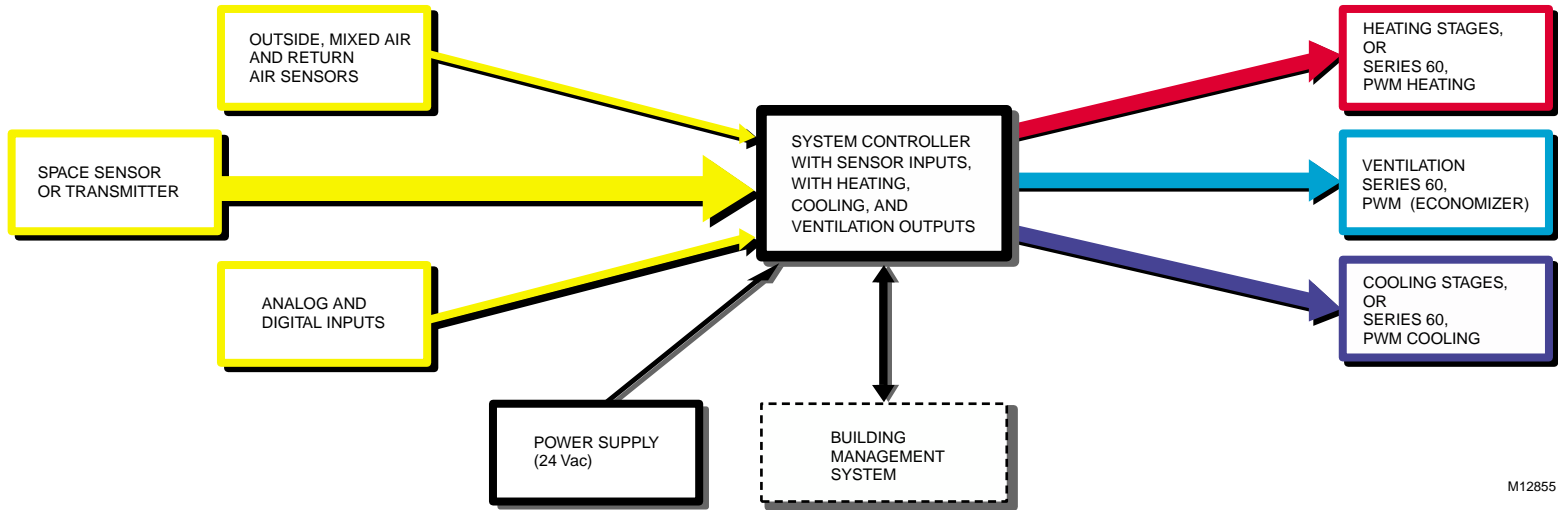 OUTSIDE, MIXED AIR
AND RETURN
AIR SENSORS
SPACE SENSOR
OR TRANSMITTER
ANALOG AND
DIGITAL INPUTS
SYSTEM CONTROLLER
WITH SENSOR INPUTS,
WITH HEATING,
COOLING, AND
VENTILATION OUTPUTS
POWER SUPPLY
(24 Vac)
BUILDING
MANAGEMENT
SYSTEM
HEATING STAGES,
OR
SERIES 60,
PWM HEATING
VENTILATION
SERIES 60,
PWM (ECONOMIZER)
COOLING STAGES,
OR
SERIES 60,
PWM COOLING
M12855